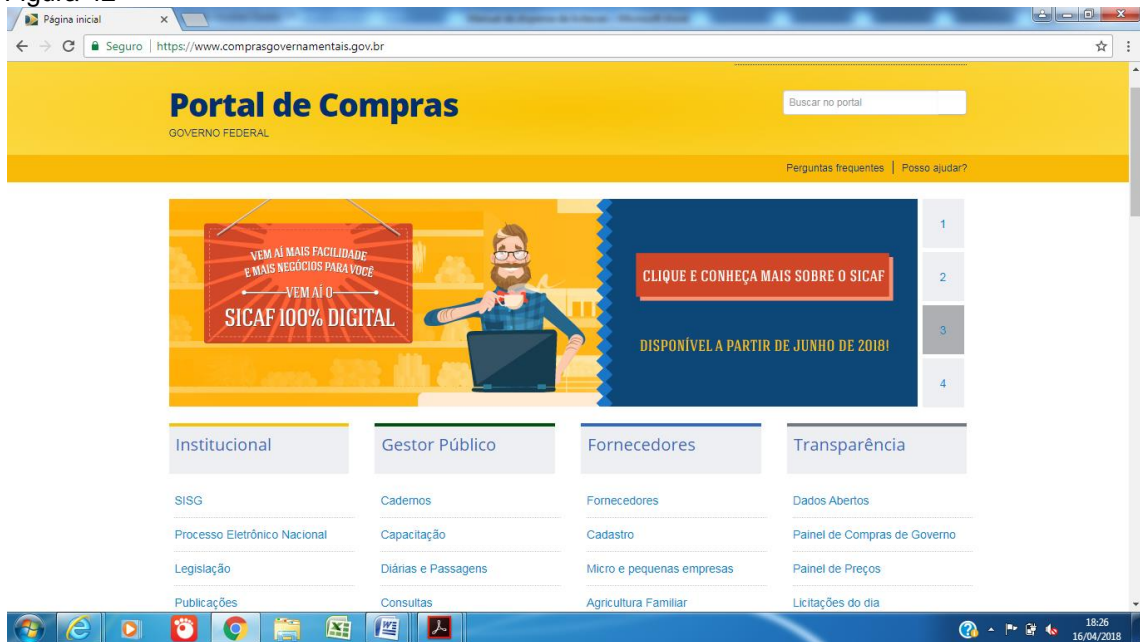 Página inicial
Seguro | https://www.comprasgovernamentais.gov.br
Portal de Compras
GOVERNO FEDERAL
Buscar no portal
Perguntas frequentes | Posso ajudar?
VEM AÍ MAIS FACILIDADE
E MAIS NEGÓCIOS PARA VOCÊ
VEM AÍ O
SICAF 100% DIGITAL
CLIQUE E CONHEÇA MAIS SOBRE O SICAF
DISPONÍVEL A PARTIR DE JUNHO DE 2018!
1
2
3
4
Institucional
Gestor Público
Fornecedores
Transparência
SISG
Cadernos
Fornecedores
Dados Abertos
Processo Eletrônico Nacional
Capacitação
Cadastro
Painel de Compras de Governo
Legislação
Diárias e Passagens
Micro e pequenas empresas
Painel de Preços
Publicações
Consultas
Agricultura Familiar
Licitações do dia
18:26
16/04/2018